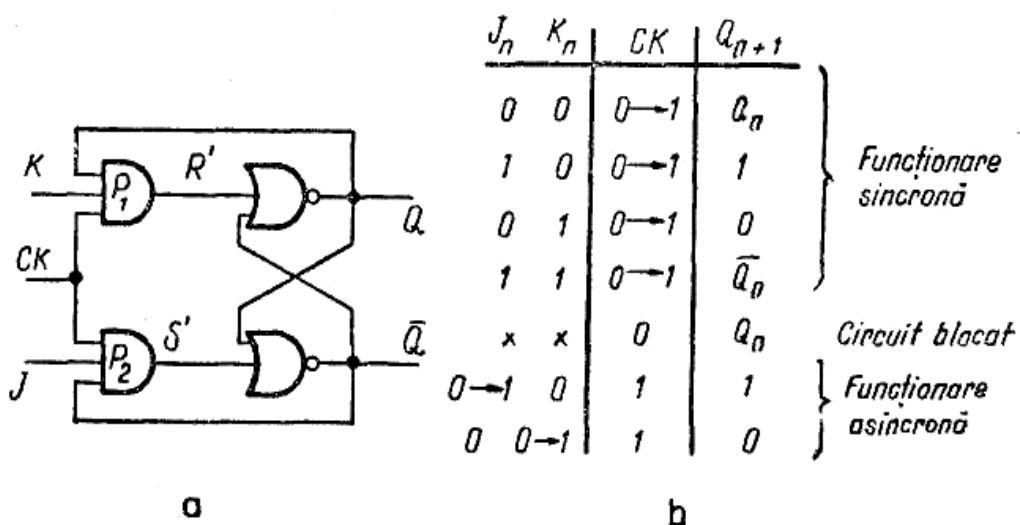 K
P1
R'
Q
CK
P2
S'
Q̅
J
a
Jn Kn CK Qn+1
0 0 0→1 Qn
1 0 0→1 1
0 1 0→1 0
1 1 0→1 Q̅n
Funcționare
sincronă
x x 0 Qn Circuit blocat
0→1 0 1 1
0 0→1 1 0
Funcționare
asincronă
b